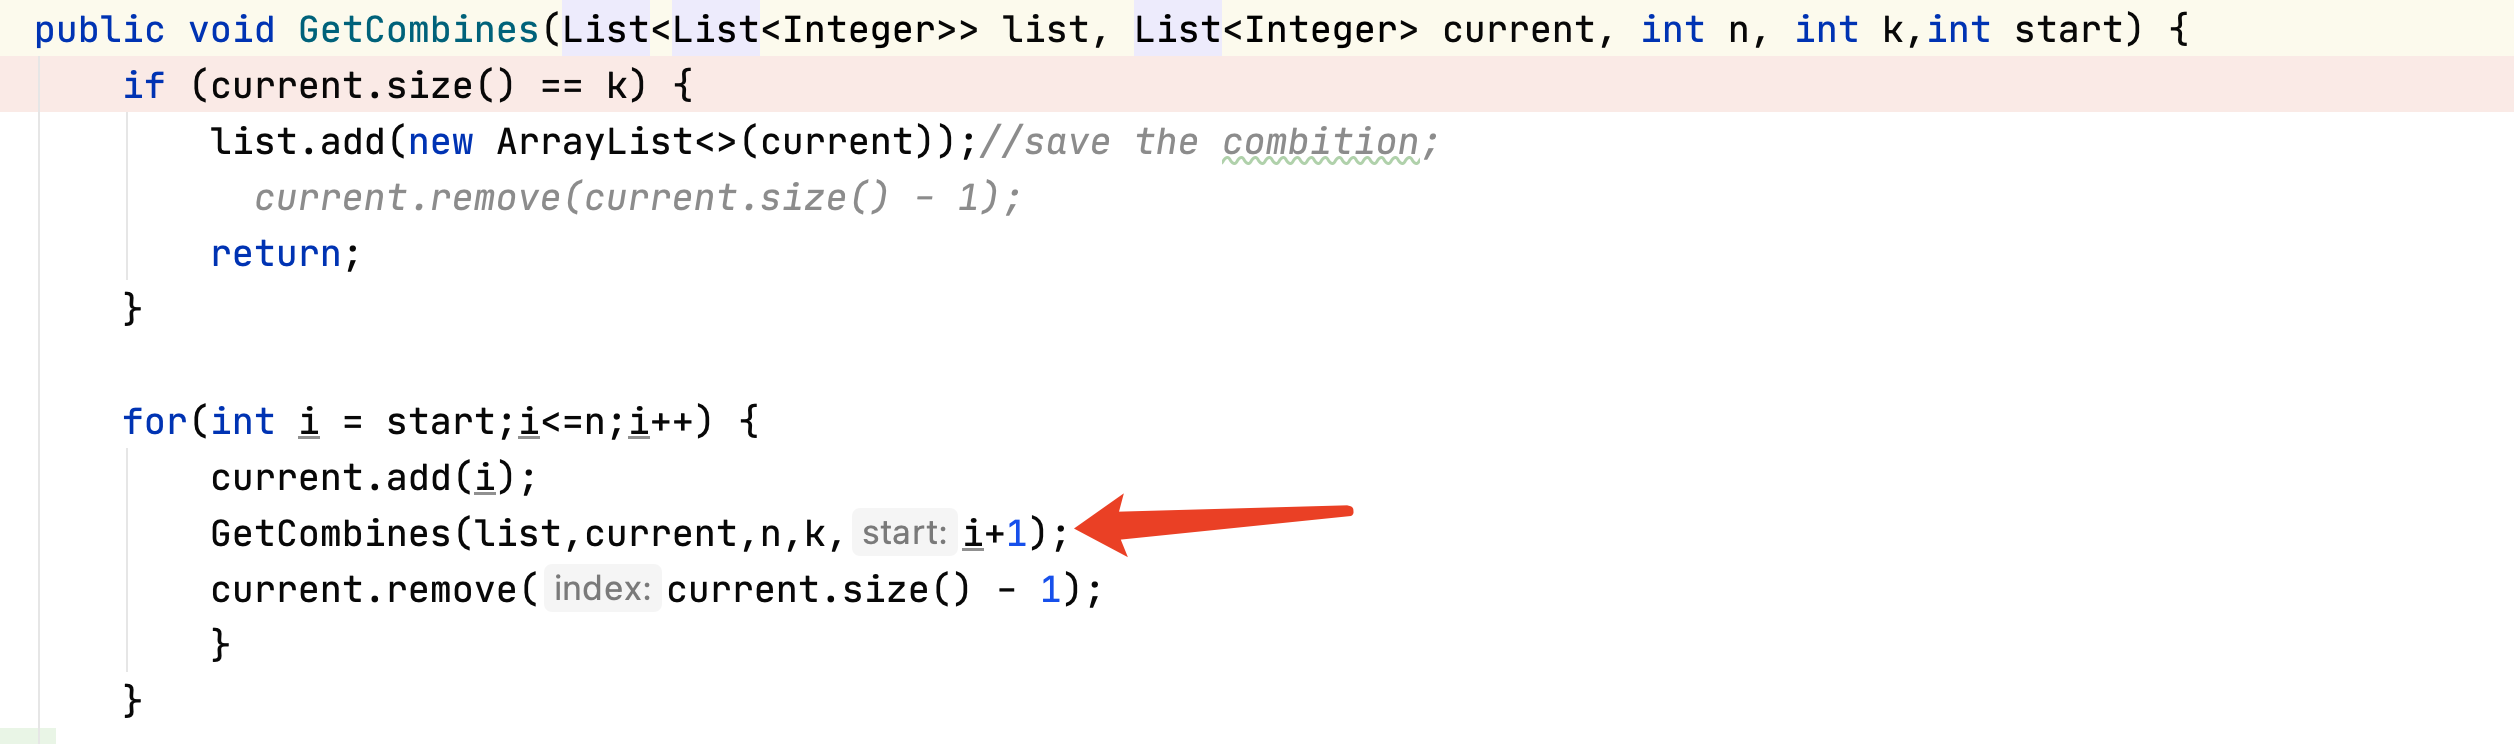 public void GetCombines(List<List<Integer>> list, List<Integer> current, int n, int k,int start) {
if (current.size() == k) {
list.add(new ArrayList<>(current));//save the combition;
current.remove(current.size() - 1);
return;
}
for(int i = start;i<=n;i++) {
current.add(i);
GetCombines(list,current,n,k, start: i+1);
current.remove( index: current.size() - 1);
}
}